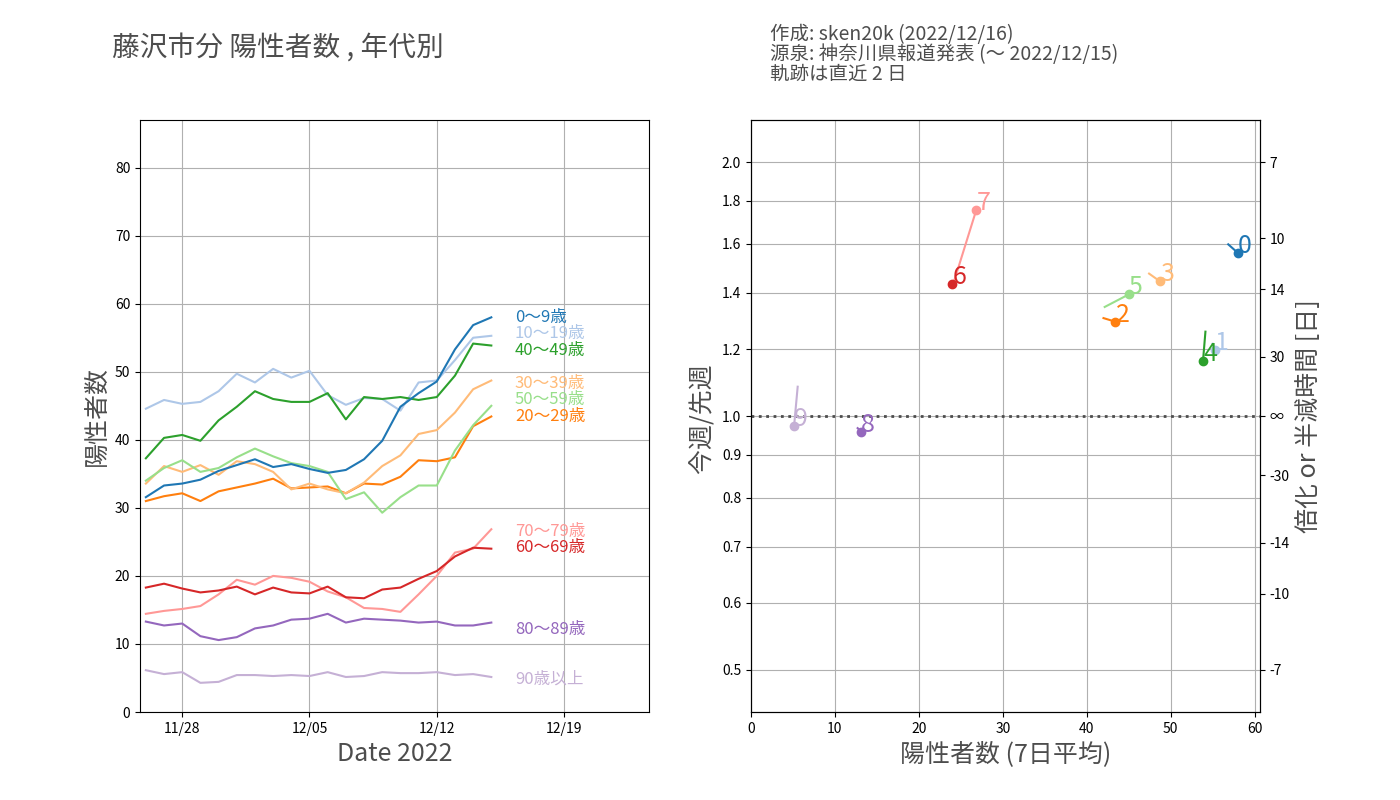 藤沢市分 陽性者数 , 年代別
作成: sken20k (2022/12/16)
源泉: 神奈川県報道発表 (〜 2022/12/15)
軌跡は直近 2 日
陽性者数
80
70
60
50
40
30
20
10
0
0〜9歳
10〜19歳
40〜49歳
30〜39歳
50〜59歳
20〜29歳
70〜79歳
60〜69歳
80〜89歳
90歳以上
11/28
12/05
12/12
12/19
Date 2022
今週/先週
2.0
1.8
1.6
1.4
1.2
1.0
0.9
0.8
0.7
0.6
0.5
7
0
6
3
5
2
1
4
9
8
7
10
14
30
∞
-30
-14
-10
-7
倍化 or 半減時間 [日]
0
10
20
30
40
50
60
陽性者数 (7日平均)